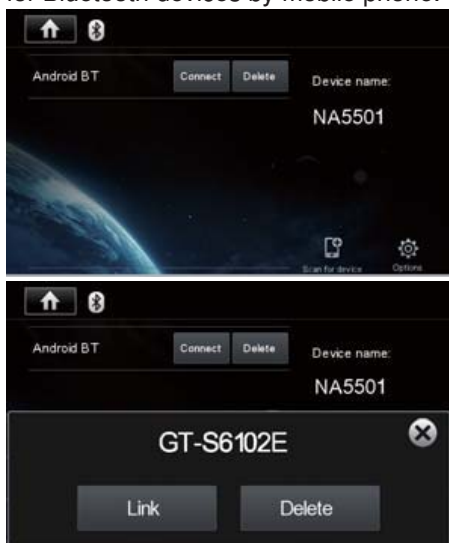 for Bluetooth devices by mobile phone.
Android BT Connect Delete Device name:
NA5501
Scan for device Options
Android BT Connect Delete Device name:
NA5501
GT-S6102E
Link Delete